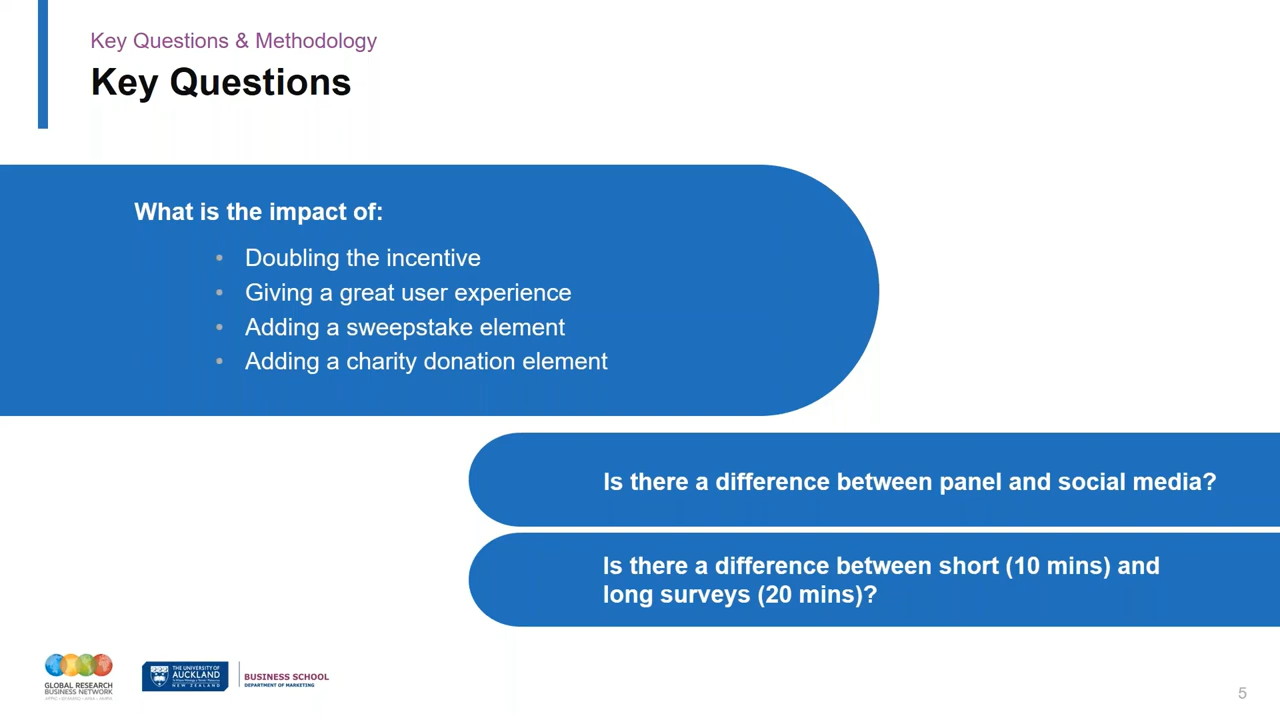 Key Questions & Methodology
Key Questions
What is the impact of:
• Doubling the incentive
• Giving a great user experience
• Adding a sweepstake element
• Adding a charity donation element
Is there a difference between panel and social media?
Is there a difference between short (10 mins) and
long surveys (20 mins)?
GLOBAL RESEARCH
BUSINESS NETWORK
THE UNIVERSITY OF
AUCKLAND
NEW ZEALAND
BUSINESS SCHOOL
DEPARTMENT OF MARKETING
5